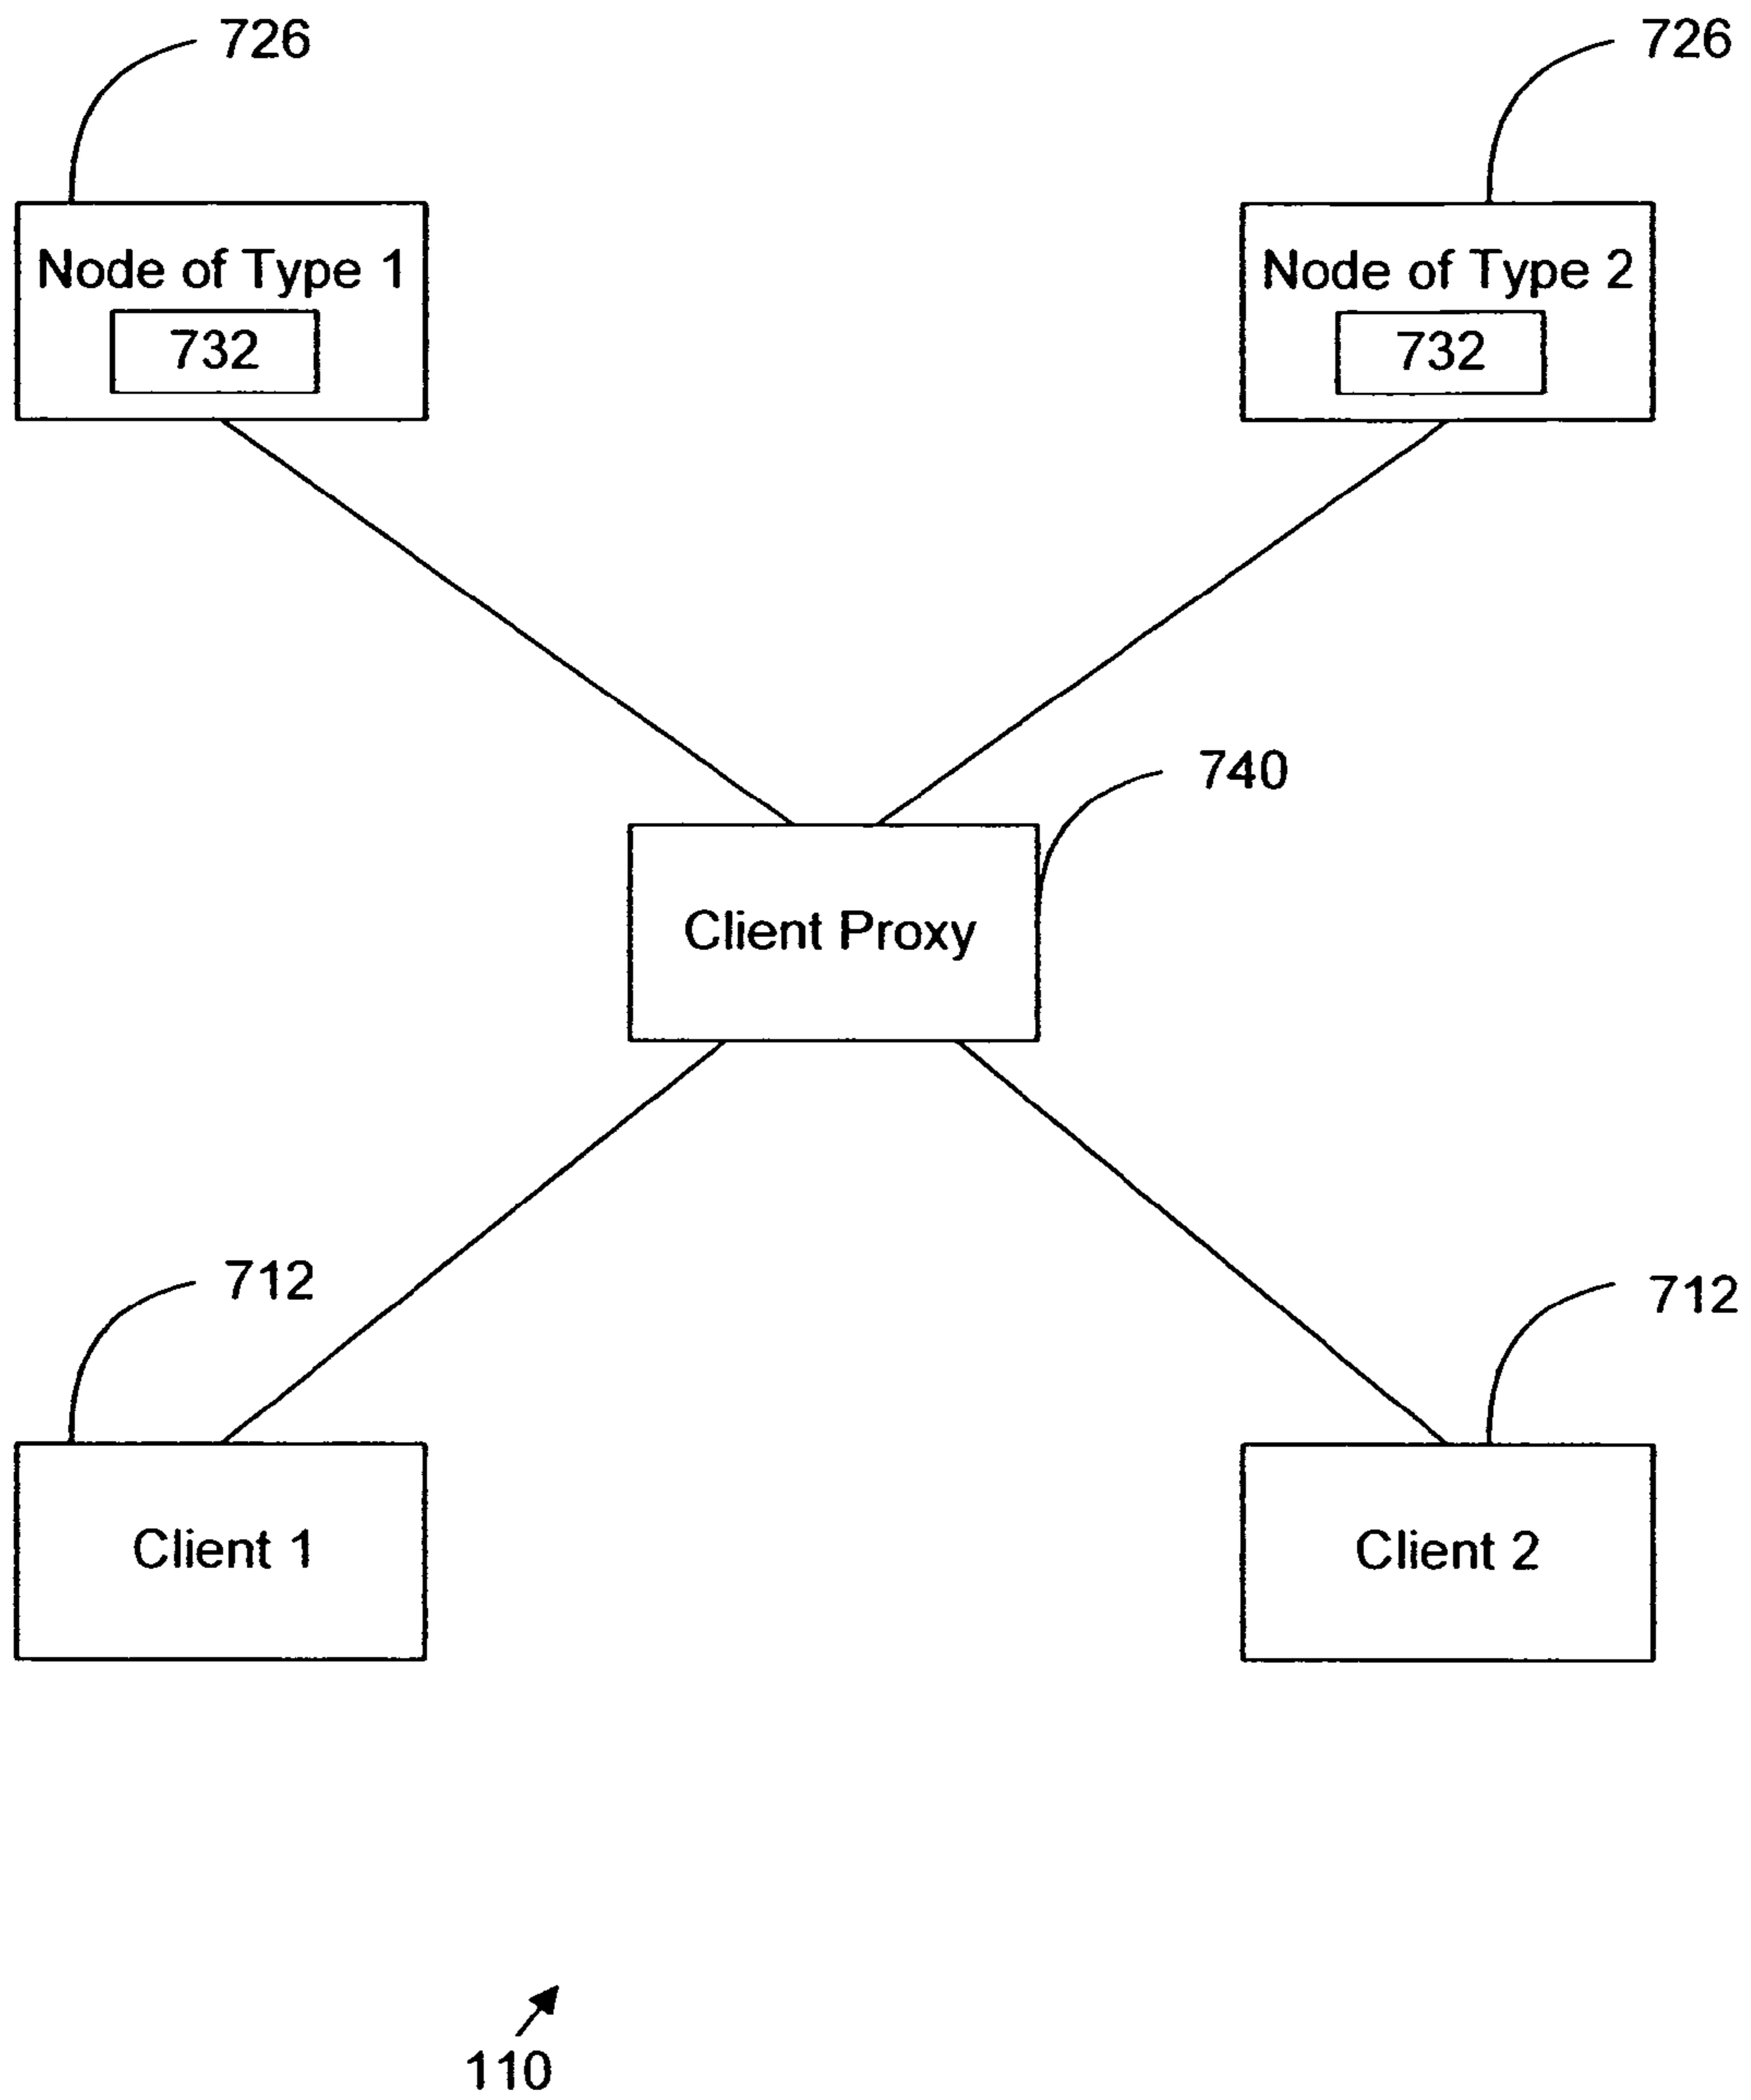 726
726
Node of Type 1
732
Node of Type 2
732
740
Client Proxy
712
712
Client 1
Client 2
110